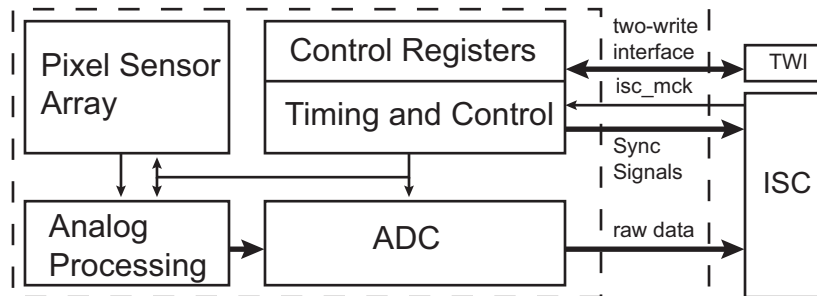 Pixel Sensor
Array
Control Registers
Timing and Control
two-write
interface
TWI
isc_mck
Sync
Signals
ISC
Analog
Processing
ADC
raw data